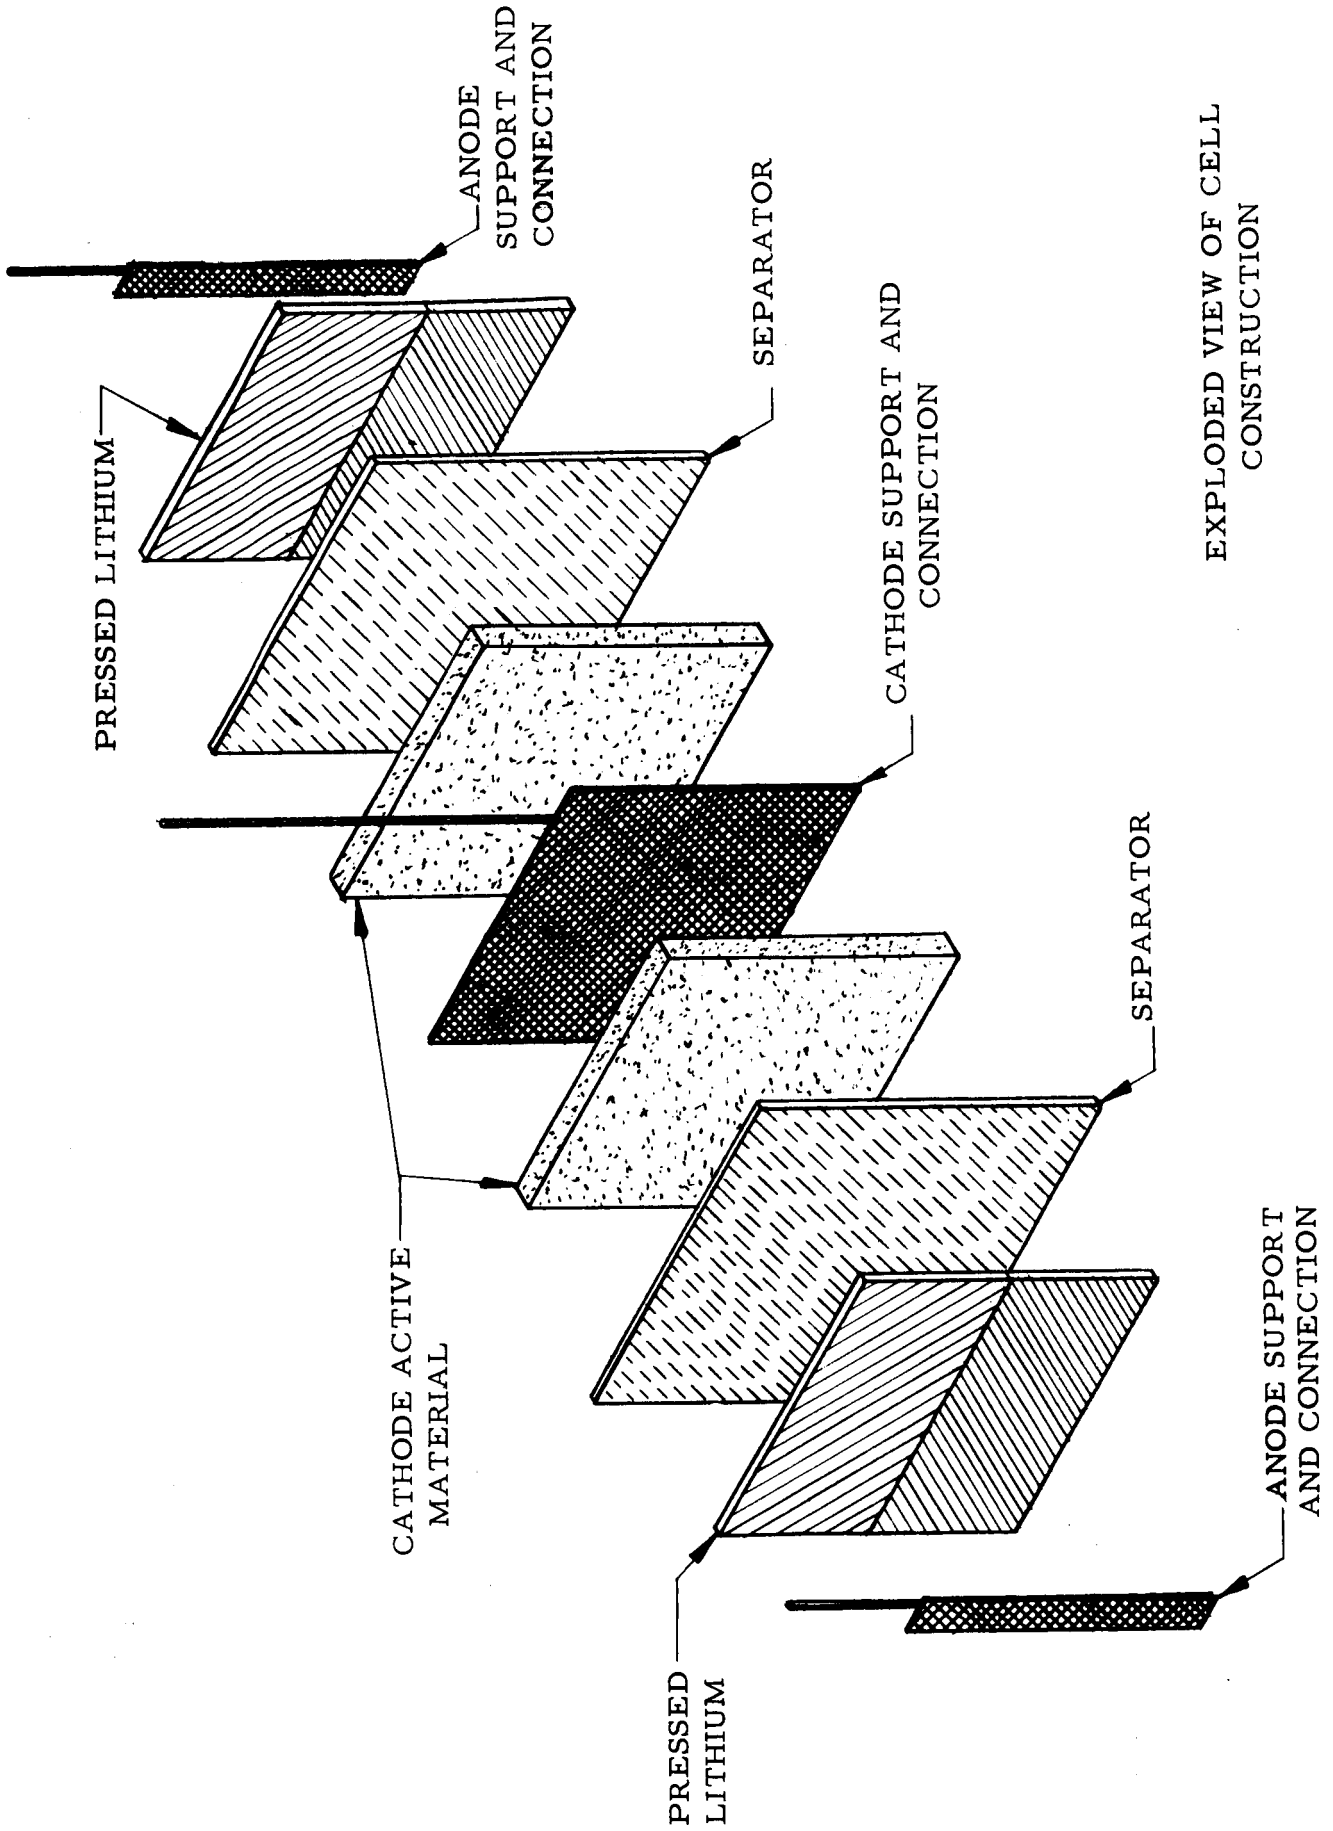 PRESSED LITHIUM
ANODE
SUPPORT AND
CONNECTION
SEPARATOR
CATHODE SUPPORT AND
CONNECTION
CATHODE ACTIVE
MATERIAL
SEPARATOR
PRESSED
LITHIUM
ANODE SUPPORT
AND CONNECTION
EXPLODED VIEW OF CELL
CONSTRUCTION